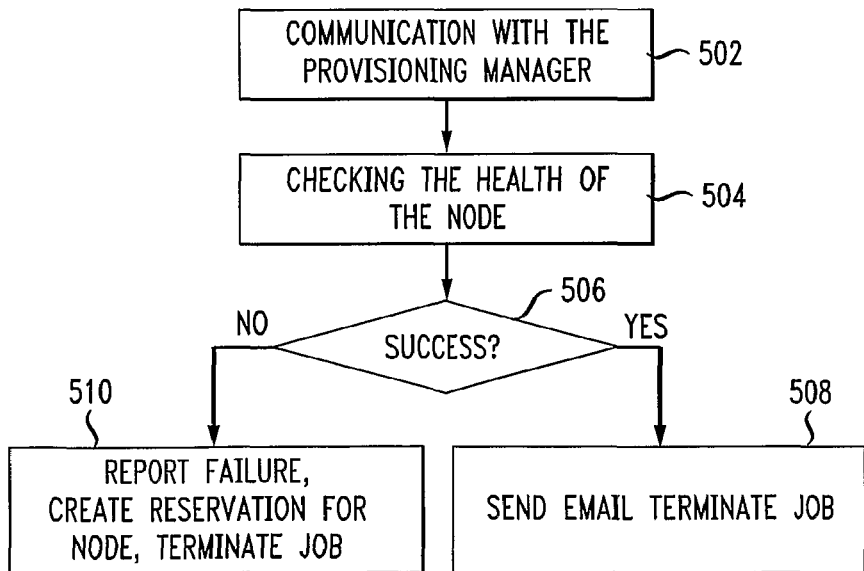 COMMUNICATION WITH THE
PROVISIONING MANAGER
502
CHECKING THE HEALTH OF
THE NODE
504
506
SUCCESS?
NO
YES
510
REPORT FAILURE,
CREATE RESERVATION FOR
NODE, TERMINATE JOB
508
SEND EMAIL TERMINATE JOB